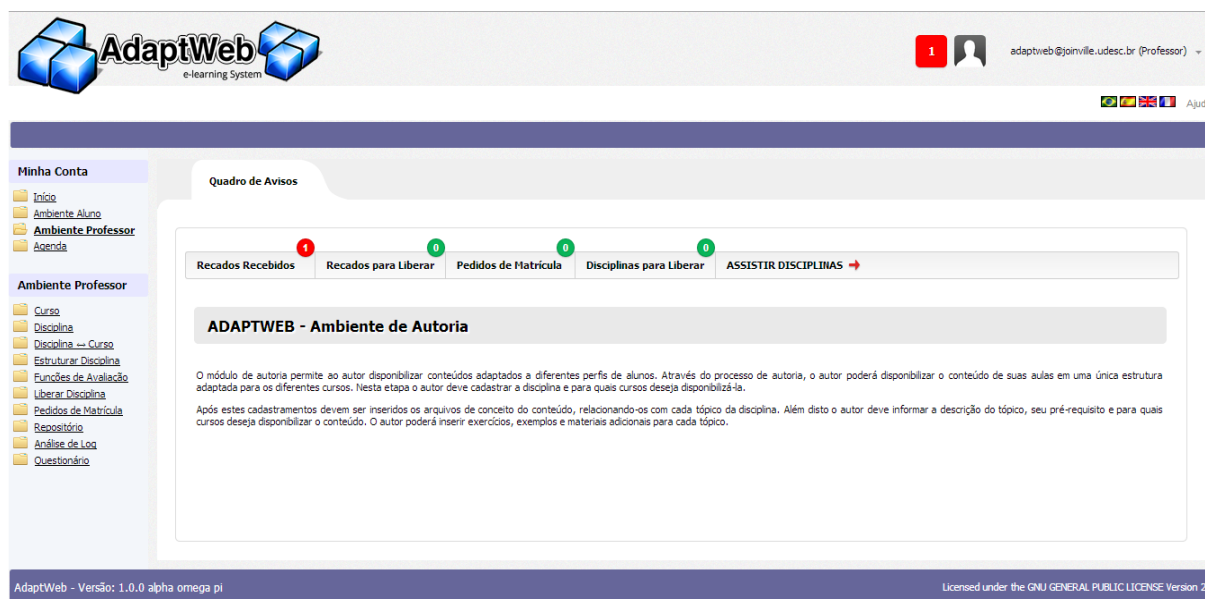 AdaptWeb
e-learning System
1
adaptweb@joinville.udesc.br (Professor)
Ajud
Minha Conta
Início
Ambiente Aluno
Ambiente Professor
Agenda
Ambiente Professor
Curso
Disciplina
Disciplina ↔ Curso
Estruturar Disciplina
Funções de Avaliação
Liberar Disciplina
Pedidos de Matrícula
Repositório
Análise de Log
Questionário
Quadro de Avisos
1 0 0 0
Recados Recebidos Recados para Liberar Pedidos de Matrícula Disciplinas para Liberar ASSISTIR DISCIPLINAS
ADAPTWEB - Ambiente de Autoria
O módulo de autoria permite ao autor disponibilizar conteúdos adaptados a diferentes perfis de alunos. Através do processo de autoria, o autor poderá disponibilizar o conteúdo de suas aulas em uma única estrutura
adaptada para os diferentes cursos. Nesta etapa o autor deve cadastrar a disciplina e para quais cursos deseja disponibilizá-la.
Após estes cadastramentos devem ser inseridos os arquivos de conceito do conteúdo, relacionando-os com cada tópico da disciplina. Além disto o autor deve informar a descrição do tópico, seu pré-requisito e para quais
cursos deseja disponibilizar o conteúdo. O autor poderá inserir exercícios, exemplos e materiais adicionais para cada tópico.
AdaptWeb - Versão: 1.0.0 alpha omega pi
Licensed under the GNU GENERAL PUBLIC LICENSE Version 2